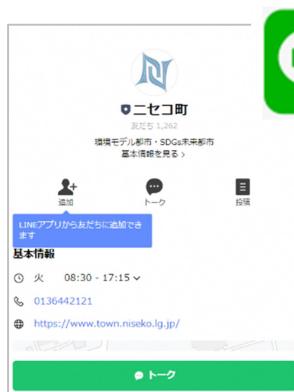 ニセコ町
友だち 1,262
環境モデル都市・SDGs未来都市
基本情報を見る >
追加
トーク
投稿
LINEアプリから友だちに追加でき
ます
基本情報
火 08:30 - 17:15
0136442121
https://www.town.niseko.lg.jp/
トーク